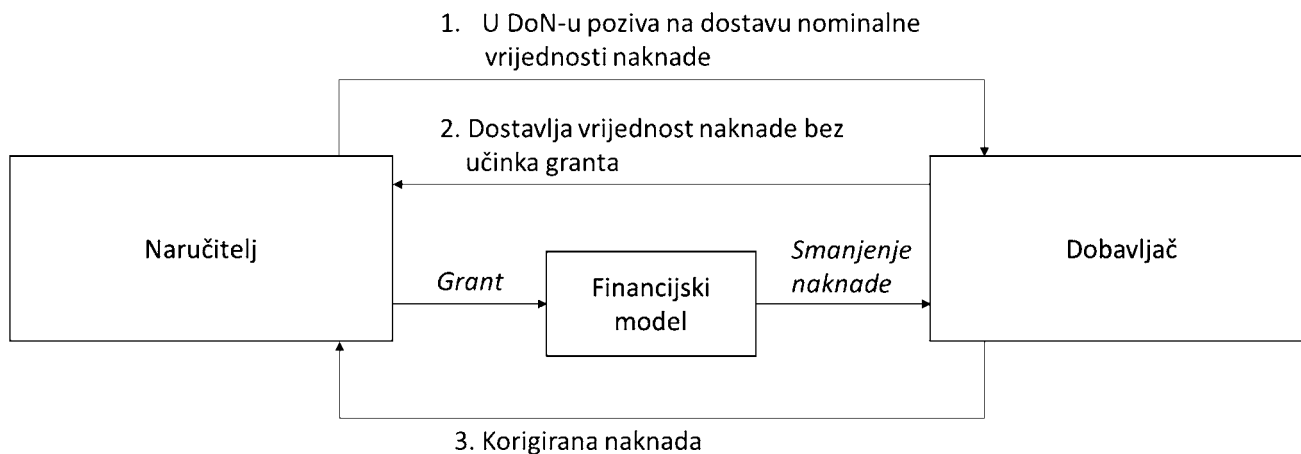 1. U DoN-u poziva na dostavu nominalne
vrijednosti naknade
2. Dostavlja vrijednost naknade bez
učinka granta
Naručitelj
Grant
Financijski
model
Smanjenje
naknade
Dobavljač
3. Korigirana naknada